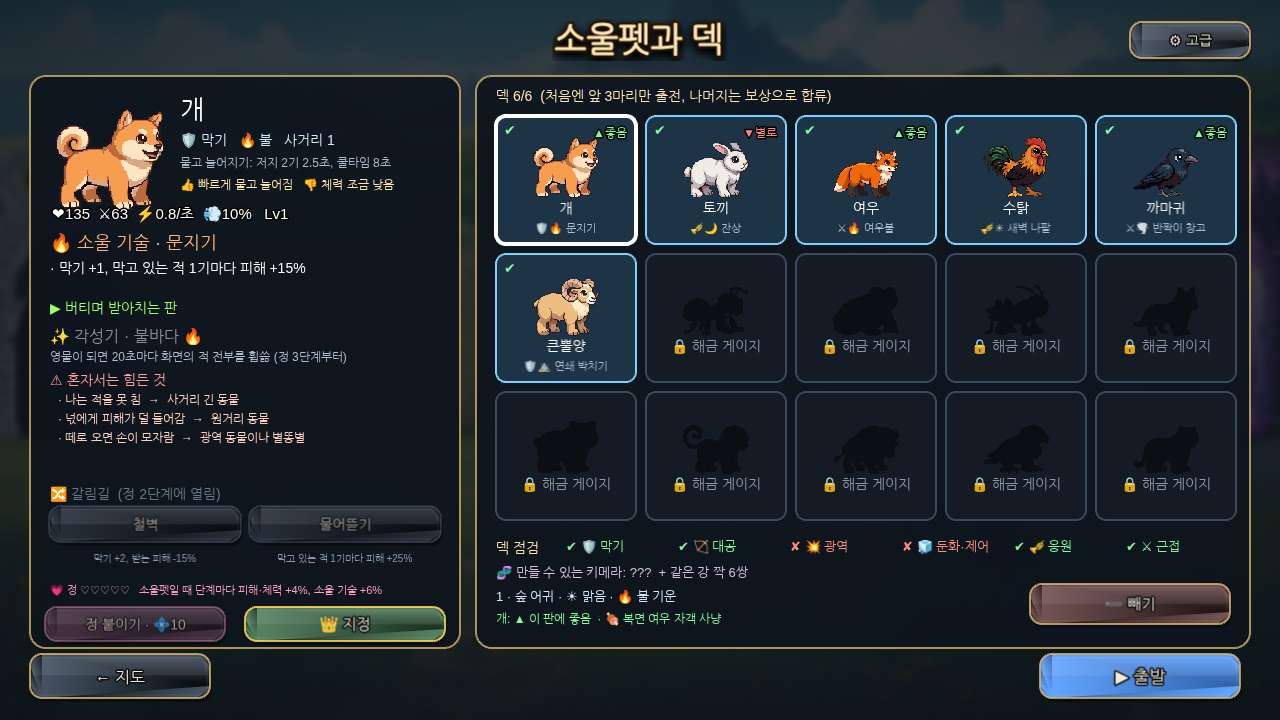 소울펫과 덱
⚙ 고급
개
🛡 막기 🔥 불 사거리 1
물고 늘어지기: 저지 2기 2.5초, 쿨타임 8초
👍 빠르게 물고 늘어짐 👎 체력 조금 낮음
❤135 ⚔63 ⚡0.8/초 💨10% Lv1
🔥 소울 기술 · 문지기
· 막기 +1, 막고 있는 적 1기마다 피해 +15%
▶ 버티며 받아치는 판
✨ 각성기 · 불바다 🔥
영물이 되면 20초마다 화면의 적 전부를 휩씀 (정 3단계부터)
⚠ 혼자서는 힘든 것
· 나는 적을 못 침 → 사거리 긴 동물
· 넋에게 피해가 덜 들어감 → 원거리 동물
· 떼로 오면 손이 모자람 → 광역 동물이나 별똥별
🔀 갈림길 (정 2단계에 열림)
철벽
물어뜯기
막기 +2, 받는 피해 -15%
막고 있는 적 1기마다 피해 +25%
💗 정 ♡♡♡♡♡ 소울펫일 때 단계마다 피해·체력 +4%, 소울 기술 +6%
정 붙이기 · 💠10
👑 지정
← 지도
덱 6/6 (처음엔 앞 3마리만 출전, 나머지는 보상으로 합류)
✔ ▲좋음
개
🛡🔥 문지기
✔ ▼별로
토끼
🎺🌙 잔상
✔ ▲좋음
여우
⚔🔥 여우불
✔
수탉
🎺☀ 새벽 나팔
✔ ▲좋음
까마귀
⚔🌪 반짝이 창고
✔
큰뿔양
🛡⛰ 연쇄 박치기
🔒 해금 게이지
🔒 해금 게이지
🔒 해금 게이지
🔒 해금 게이지
🔒 해금 게이지
🔒 해금 게이지
🔒 해금 게이지
🔒 해금 게이지
🔒 해금 게이지
덱 점검 ✔ 🛡 막기 ✔ 🏹 대공 ✘ 💥 광역 ✘ 🧊 둔화·제어 ✔ 🎺 응원 ✔ ⚔ 근접
🧬 만들 수 있는 키메라: ??? + 같은 강 짝 6쌍
1 · 숲 어귀 · ☀ 맑음 · 🔥 불 기운
개: ▲ 이 판에 좋음 · 🍖 복면 여우 자객 사냥
➖ 빼기
▶ 출발